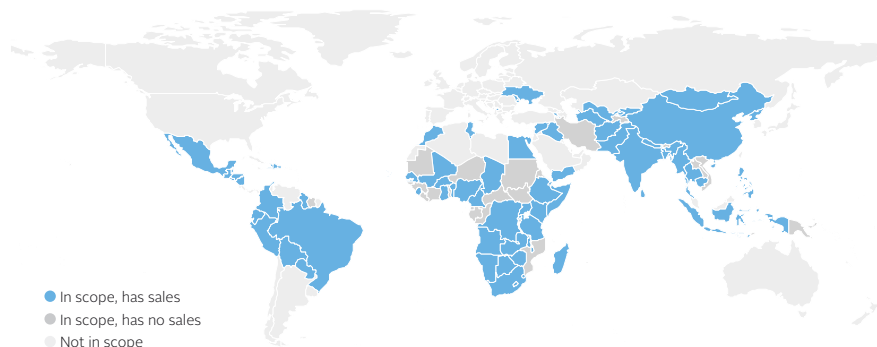 In scope, has sales
In scope, has no sales
Not in scope